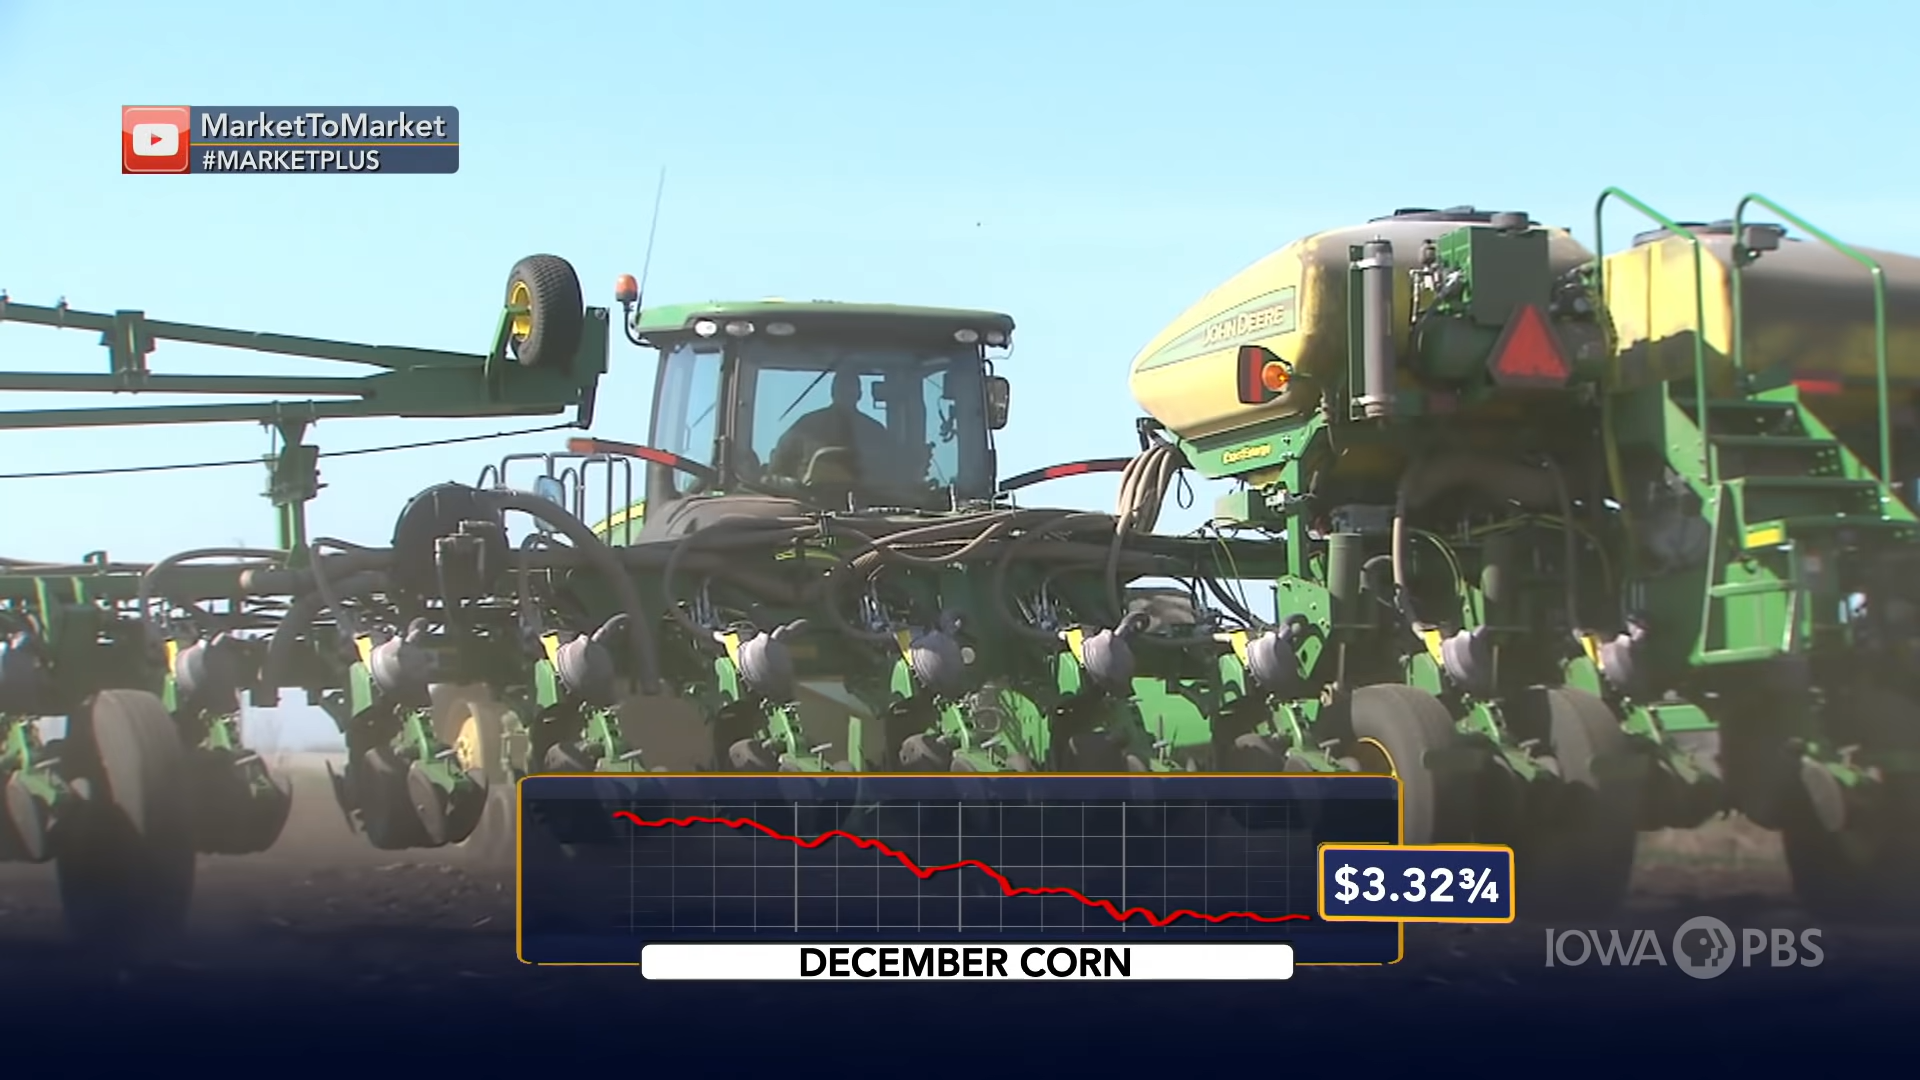 MarketToMarket
#MARKETPLUS
JOHN DEERE
$3.32¾
IOWA PBS
DECEMBER CORN